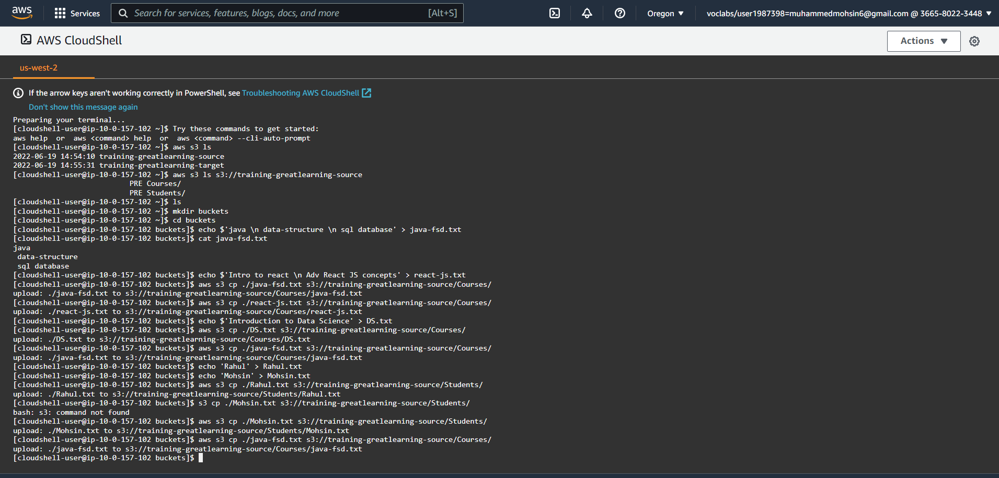 aws
Services
Search for services, features, blogs, docs, and more [Alt+S]
Oregon ▼
voclabs/user1987398=muhammedmohsin6@gmail.com @ 3665-8022-3448 ▼
AWS CloudShell
Actions ▼
us-west-2
If the arrow keys aren't working correctly in PowerShell, see Troubleshooting AWS CloudShell
Don't show this message again
Preparing your terminal...
[cloudshell-user@ip-10-0-157-102 ~]$ Try these commands to get started:
aws help  or  aws <command> help  or  aws <command> --cli-auto-prompt
[cloudshell-user@ip-10-0-157-102 ~]$ aws s3 ls
2022-06-19 14:54:10 training-greatlearning-source
2022-06-19 14:55:31 training-greatlearning-target
[cloudshell-user@ip-10-0-157-102 ~]$ aws s3 ls s3://training-greatlearning-source
                           PRE Courses/
                           PRE Students/
[cloudshell-user@ip-10-0-157-102 ~]$ ls
[cloudshell-user@ip-10-0-157-102 ~]$ mkdir buckets
[cloudshell-user@ip-10-0-157-102 ~]$ cd buckets
[cloudshell-user@ip-10-0-157-102 buckets]$ echo $'java \n data-structure \n sql database' > java-fsd.txt
[cloudshell-user@ip-10-0-157-102 buckets]$ cat java-fsd.txt
java
 data-structure
 sql database
[cloudshell-user@ip-10-0-157-102 buckets]$ echo $'Intro to react \n Adv React JS concepts' > react-js.txt
[cloudshell-user@ip-10-0-157-102 buckets]$ aws s3 cp ./java-fsd.txt s3://training-greatlearning-source/Courses/
upload: ./java-fsd.txt to s3://training-greatlearning-source/Courses/java-fsd.txt
[cloudshell-user@ip-10-0-157-102 buckets]$ aws s3 cp ./react-js.txt s3://training-greatlearning-source/Courses/
upload: ./react-js.txt to s3://training-greatlearning-source/Courses/react-js.txt
[cloudshell-user@ip-10-0-157-102 buckets]$ echo $'Introduction to Data Science' > DS.txt
[cloudshell-user@ip-10-0-157-102 buckets]$ aws s3 cp ./DS.txt s3://training-greatlearning-source/Courses/
upload: ./DS.txt to s3://training-greatlearning-source/Courses/DS.txt
[cloudshell-user@ip-10-0-157-102 buckets]$ aws s3 cp ./java-fsd.txt s3://training-greatlearning-source/Courses/
upload: ./java-fsd.txt to s3://training-greatlearning-source/Courses/java-fsd.txt
[cloudshell-user@ip-10-0-157-102 buckets]$ echo 'Rahul' > Rahul.txt
[cloudshell-user@ip-10-0-157-102 buckets]$ echo 'Mohsin' > Mohsin.txt
[cloudshell-user@ip-10-0-157-102 buckets]$ aws s3 cp ./Rahul.txt s3://training-greatlearning-source/Students/
upload: ./Rahul.txt to s3://training-greatlearning-source/Students/Rahul.txt
[cloudshell-user@ip-10-0-157-102 buckets]$ s3 cp ./Mohsin.txt s3://training-greatlearning-source/Students/
bash: s3: command not found
[cloudshell-user@ip-10-0-157-102 buckets]$ aws s3 cp ./Mohsin.txt s3://training-greatlearning-source/Students/
upload: ./Mohsin.txt to s3://training-greatlearning-source/Students/Mohsin.txt
[cloudshell-user@ip-10-0-157-102 buckets]$ aws s3 cp ./java-fsd.txt s3://training-greatlearning-source/Courses/
upload: ./java-fsd.txt to s3://training-greatlearning-source/Courses/java-fsd.txt
[cloudshell-user@ip-10-0-157-102 buckets]$